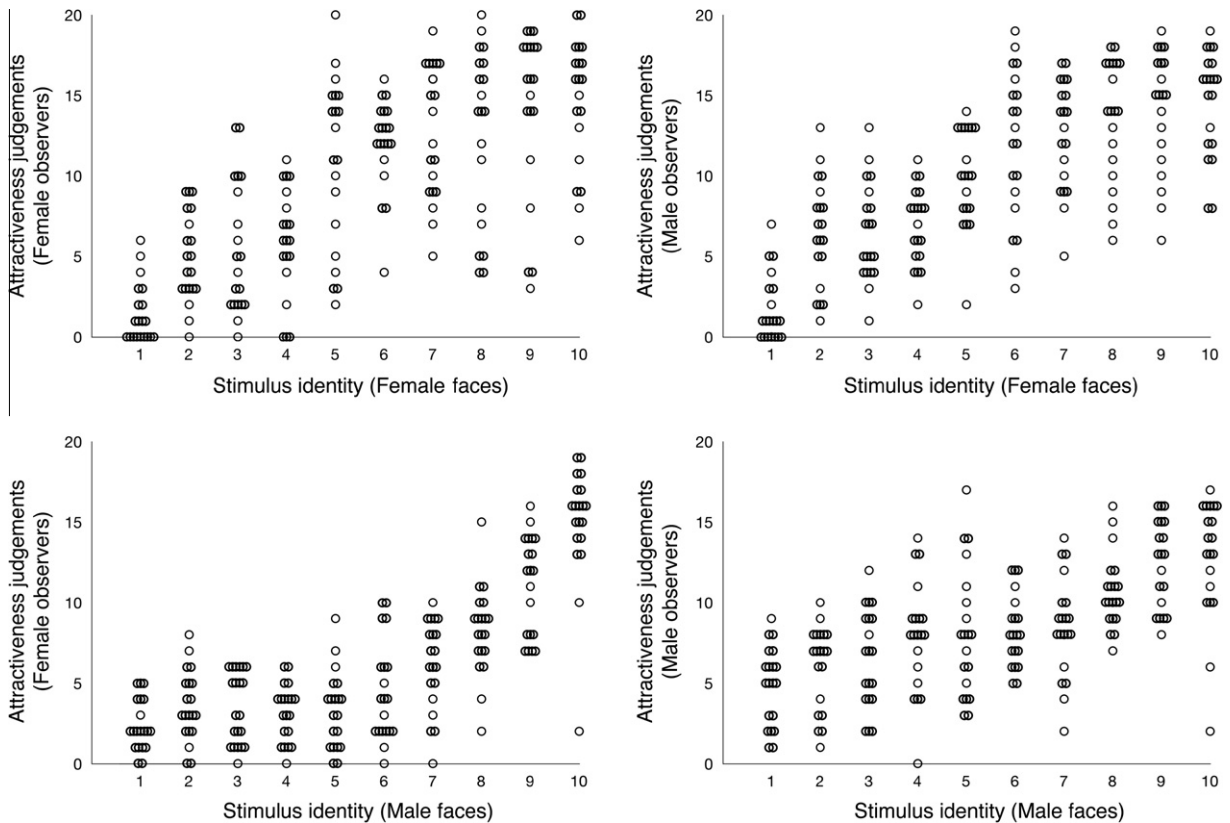 Attractiveness judgements
(Female observers)
20
15
10
5
0
1 2 3 4 5 6 7 8 9 10
Stimulus identity (Female faces)
Attractiveness judgements
(Male observers)
20
15
10
5
0
1 2 3 4 5 6 7 8 9 10
Stimulus identity (Female faces)
Attractiveness judgements
(Female observers)
20
15
10
5
0
1 2 3 4 5 6 7 8 9 10
Stimulus identity (Male faces)
Attractiveness judgements
(Male observers)
20
15
10
5
0
1 2 3 4 5 6 7 8 9 10
Stimulus identity (Male faces)